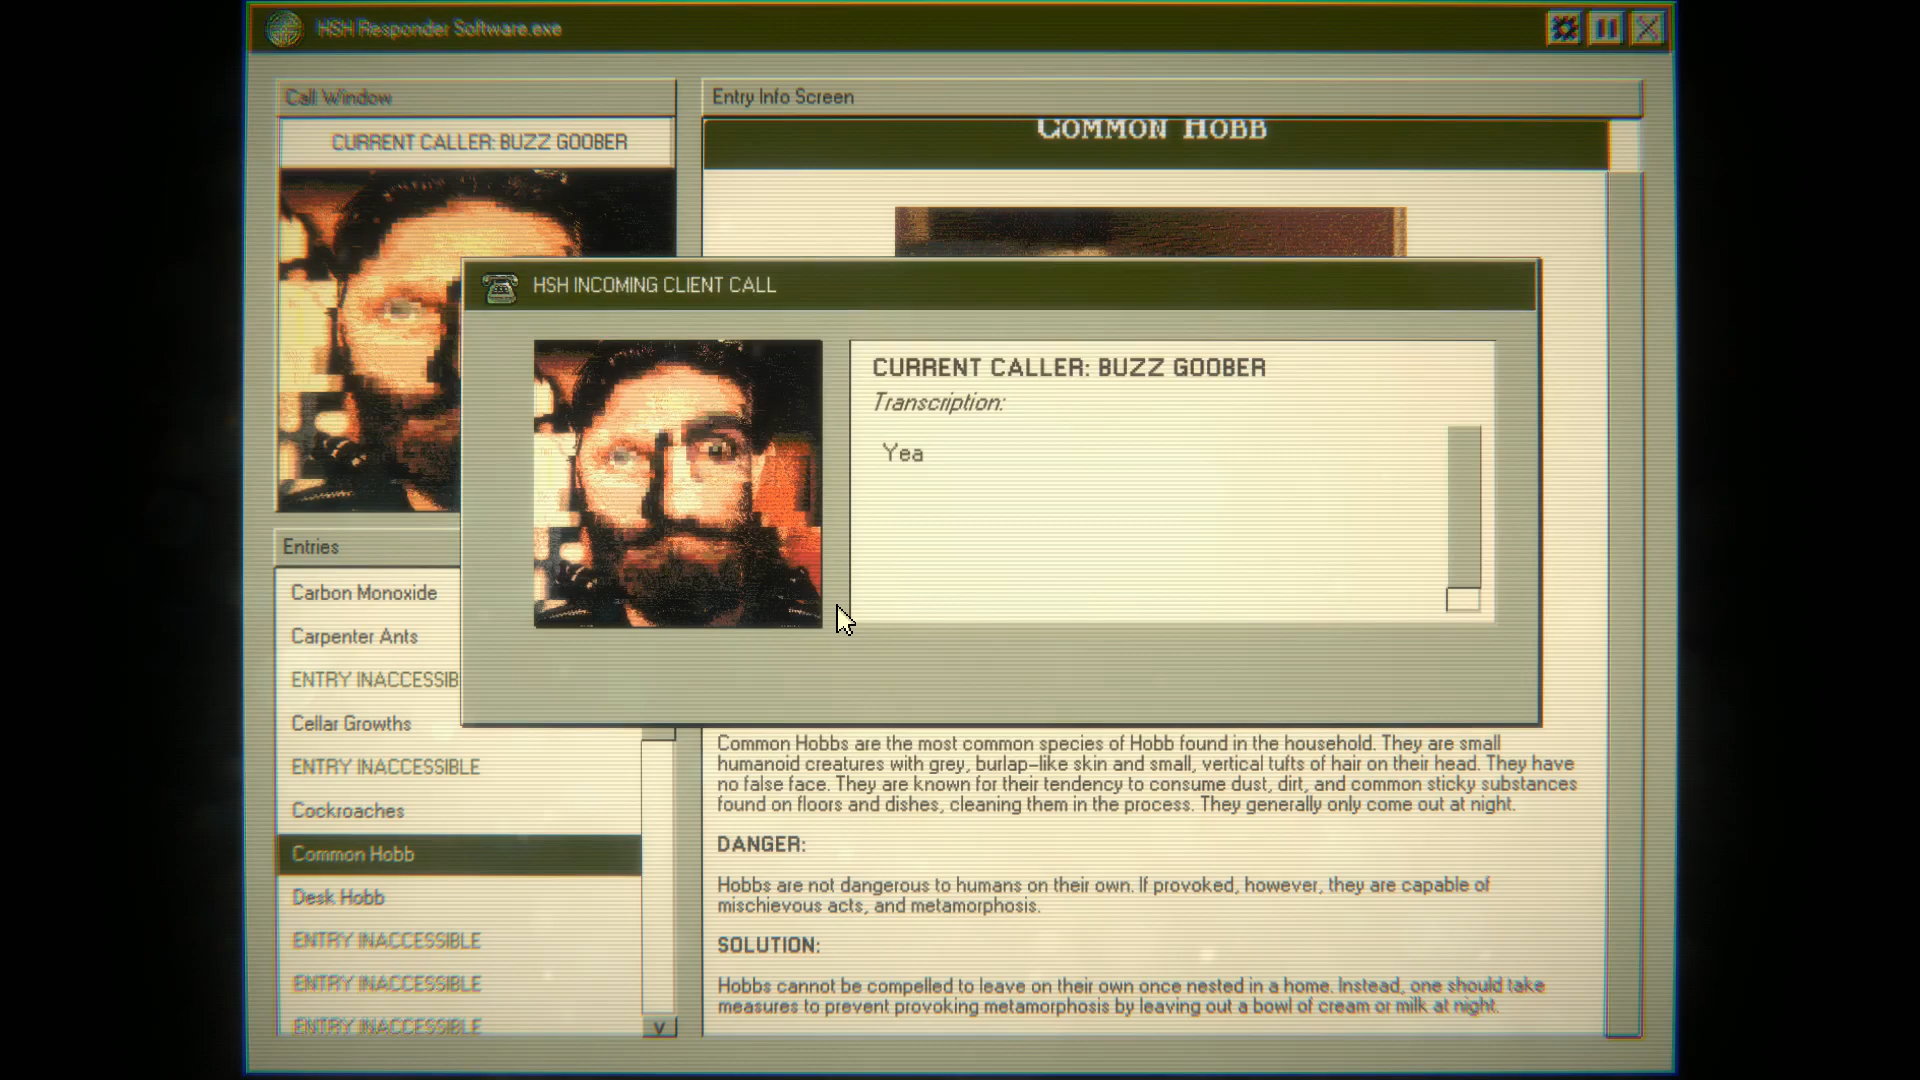 HSH Responder Software.exe
Call Window
CURRENT CALLER: BUZZ GOOBER
Entry Info Screen
COMMON HOBB
HSH INCOMING CLIENT CALL
CURRENT CALLER: BUZZ GOOBER
Transcription:
Yea
Entries
Carbon Monoxide
Carpenter Ants
ENTRY INACCESSIB
Cellar Growths
ENTRY INACCESSIBLE
Cockroaches
Common Hobb
Desk Hobb
ENTRY INACCESSIBLE
ENTRY INACCESSIBLE
ENTRY INACCESSIBLE
V
Common Hobbs are the most common species of Hobb found in the household. They are small
humanoid creatures with grey, burlap-like skin and small, vertical tufts of hair on their head. They have
no false face. They are known for their tendency to consume dust, dirt, and common sticky substances
found on floors and dishes, cleaning them in the process. They generally only come out at night.
DANGER:
Hobbs are not dangerous to humans on their own. If provoked, however, they are capable of
mischievous acts, and metamorphosis.
SOLUTION:
Hobbs cannot be compelled to leave on their own once nested in a home. Instead, one should take
measures to prevent provoking metamorphosis by leaving out a bowl of cream or milk at night.